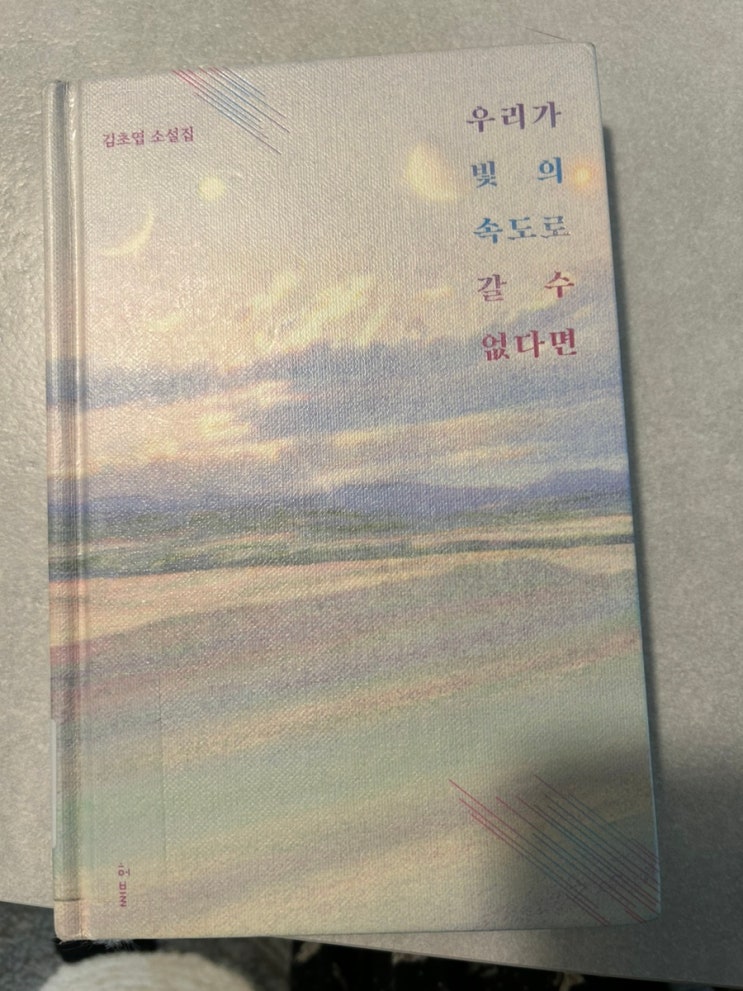 김초엽 소설집
우리가
빛 의
속도로
갈 수
없다면
허블